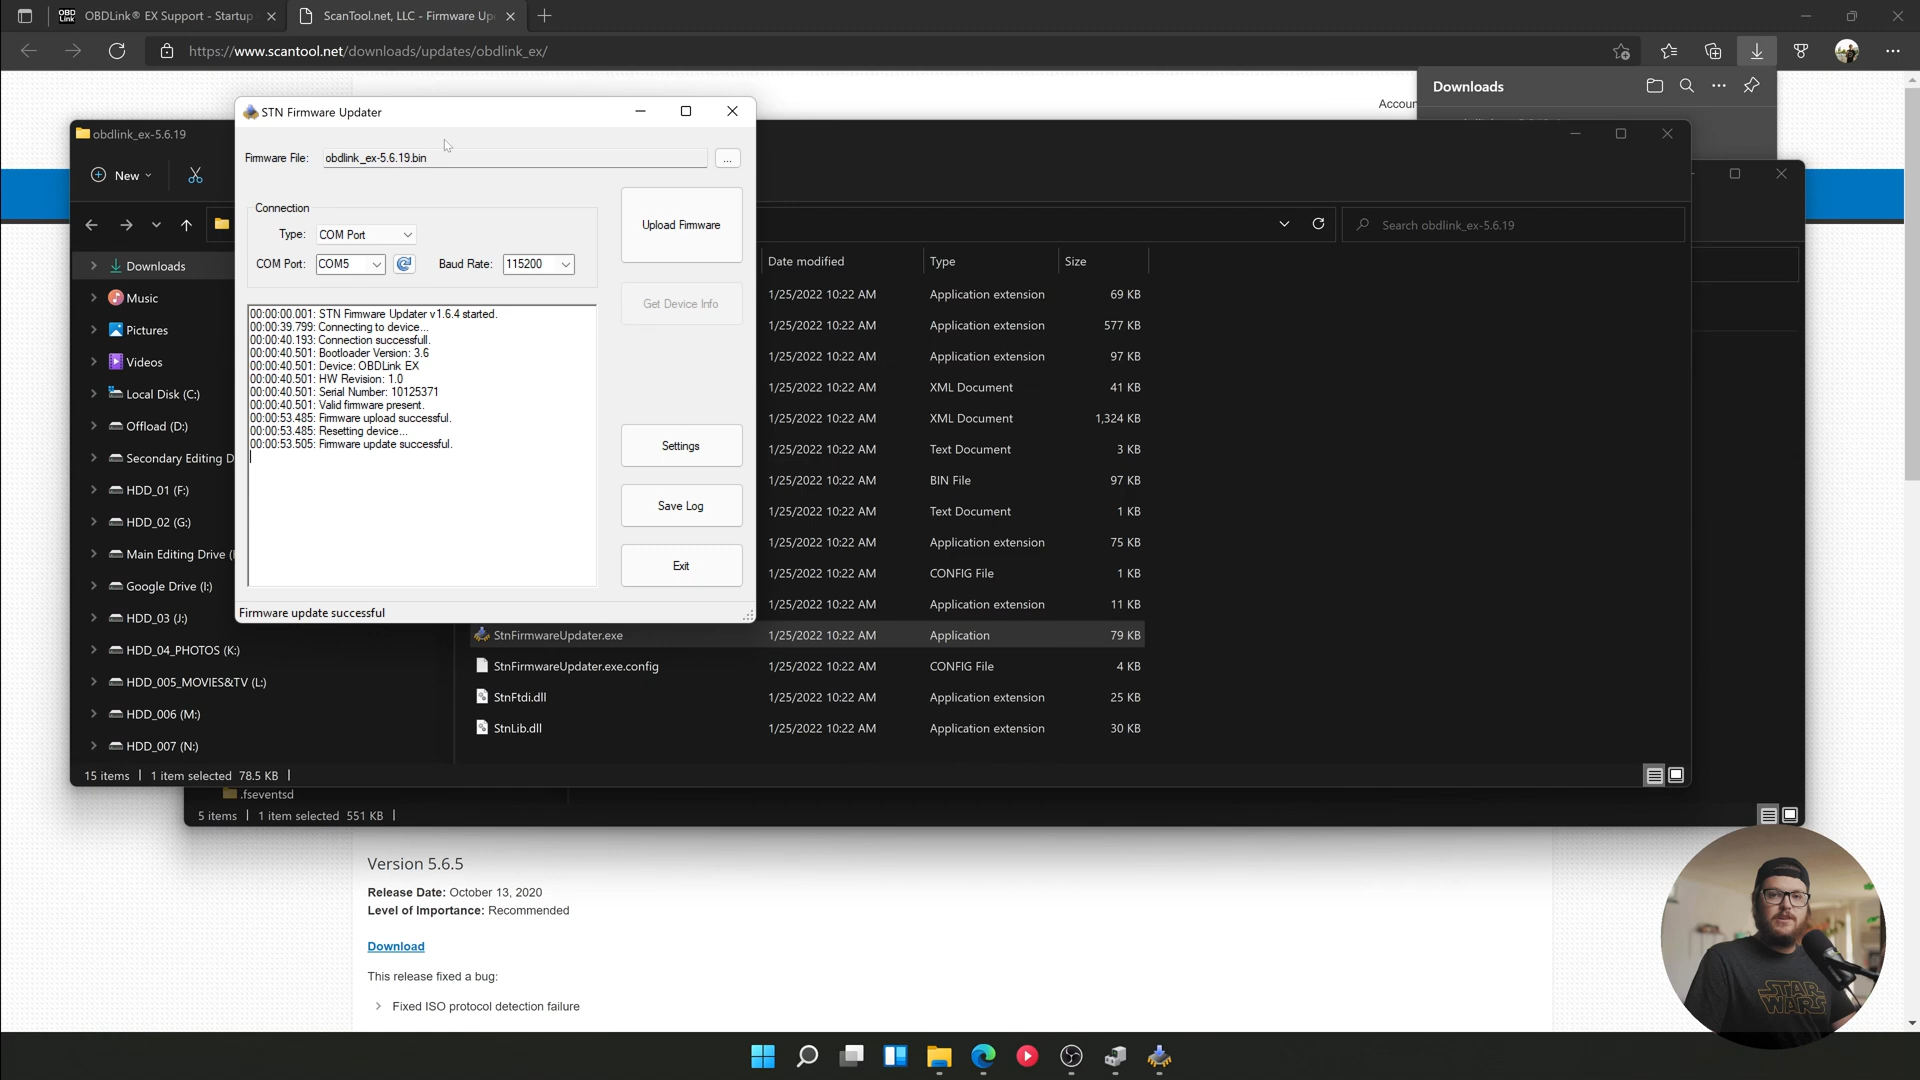 OBD Link
OBDLink® EX Support - Startup
ScanTool.net, LLC - Firmware Up
https://www.scantool.net/downloads/updates/obdlink_ex/
Accoun
Downloads
STN Firmware Updater
obdlink_ex-5.6.19
Firmware File: obdlink_ex-5.6.19.bin ...
New
Connection
Type: COM Port
COM Port: COM5 Baud Rate: 115200
Upload Firmware
Get Device Info
Settings
Save Log
Exit
00:00:00.001: STN Firmware Updater v1.6.4 started.
00:00:39.799: Connecting to device...
00:00:40.193: Connection successfull.
00:00:40.501: Bootloader Version: 3.6
00:00:40.501: Device: OBDLink EX
00:00:40.501: HW Revision: 1.0
00:00:40.501: Serial Number: 10125371
00:00:40.501: Valid firmware present.
00:00:53.485: Firmware upload successful.
00:00:53.485: Resetting device...
00:00:53.505: Firmware update successful.
Firmware update successful
Search obdlink_ex-5.6.19
Downloads
Music
Pictures
Videos
Local Disk (C:)
Offload (D:)
Secondary Editing D
HDD_01 (F:)
HDD_02 (G:)
Main Editing Drive (
Google Drive (I:)
HDD_03 (J:)
HDD_04_PHOTOS (K:)
HDD_005_MOVIES&TV (L:)
HDD_006 (M:)
HDD_007 (N:)
Date modified Type Size
1/25/2022 10:22 AM Application extension 69 KB
1/25/2022 10:22 AM Application extension 577 KB
1/25/2022 10:22 AM Application extension 97 KB
1/25/2022 10:22 AM XML Document 41 KB
1/25/2022 10:22 AM XML Document 1,324 KB
1/25/2022 10:22 AM Text Document 3 KB
1/25/2022 10:22 AM BIN File 97 KB
1/25/2022 10:22 AM Text Document 1 KB
1/25/2022 10:22 AM Application extension 75 KB
1/25/2022 10:22 AM CONFIG File 1 KB
1/25/2022 10:22 AM Application extension 11 KB
StnFirmwareUpdater.exe 1/25/2022 10:22 AM Application 79 KB
StnFirmwareUpdater.exe.config 1/25/2022 10:22 AM CONFIG File 4 KB
StnFtdi.dll 1/25/2022 10:22 AM Application extension 25 KB
StnLib.dll 1/25/2022 10:22 AM Application extension 30 KB
15 items 1 item selected 78.5 KB
.fseventsd
5 items 1 item selected 551 KB
Version 5.6.5
Release Date: October 13, 2020
Level of Importance: Recommended
Download
This release fixed a bug:
Fixed ISO protocol detection failure
STAR
WARS